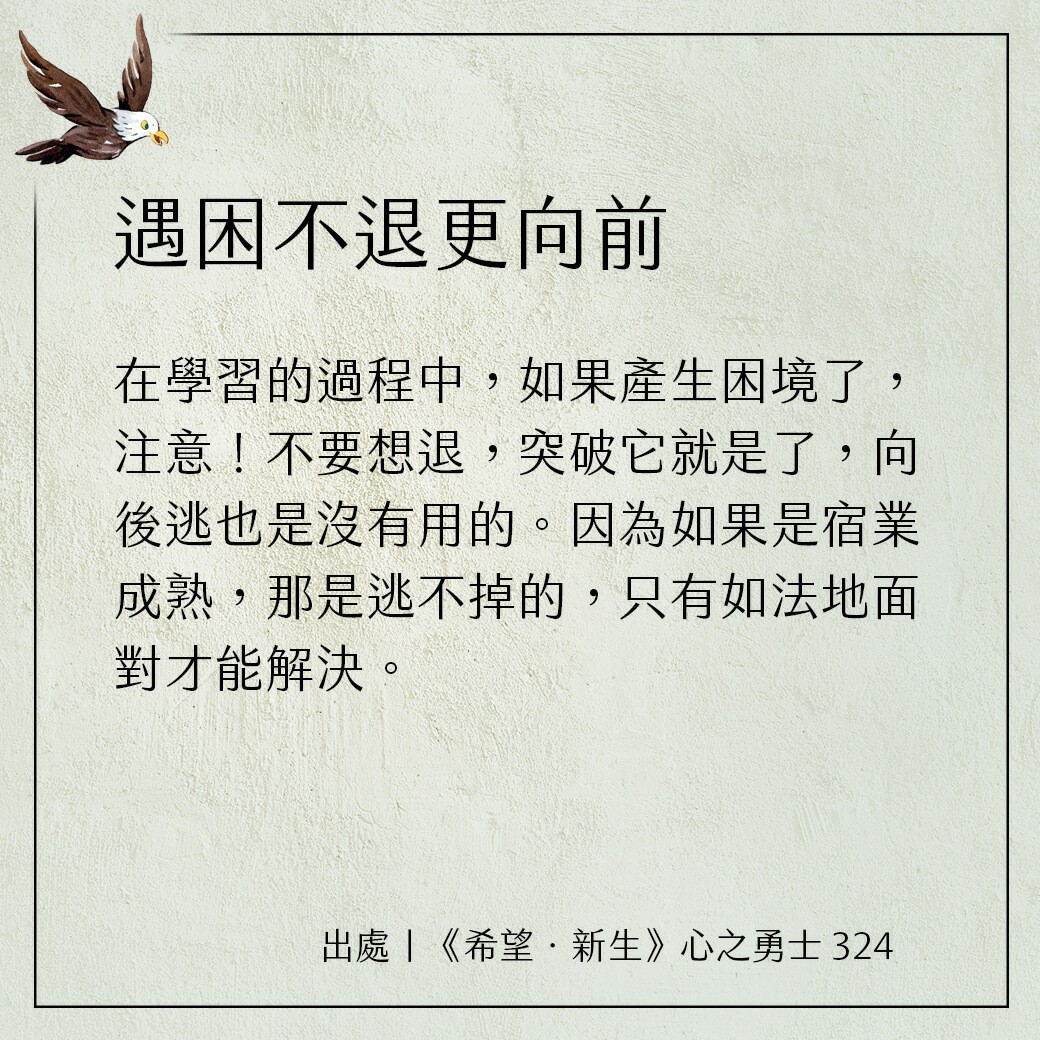 遇困不退更向前
在學習的過程中，如果產生困境了，
注意！不要想退，突破它就是了，向
後逃也是沒有用的。因為如果是宿業
成熟，那是逃不掉的，只有如法地面
對才能解決。
出處｜《希望．新生》心之勇士 324